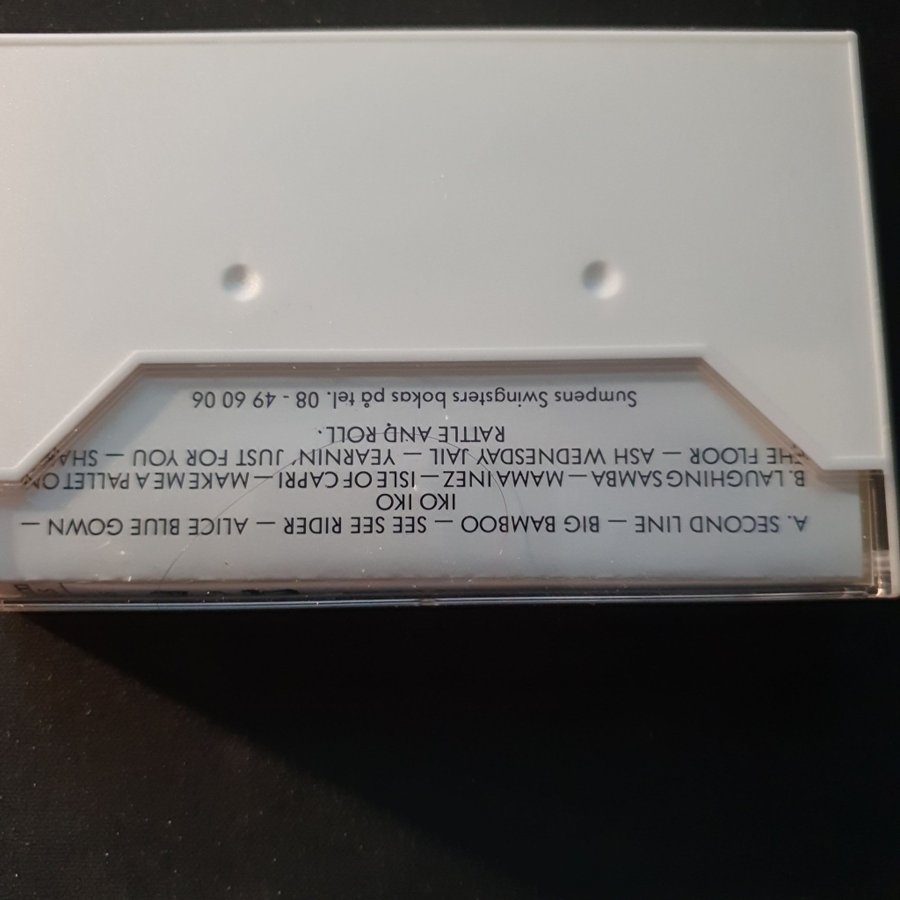 A. SECOND LINE — BIG BAMBOO — SEE SEE RIDER — ALICE BLUE GOWN —
IKO IKO
B. LAUGHING SAMBA — MAMA INEZ — ISLE OF CAPRI — MAKE ME A PALLET ON
THE FLOOR — ASH WEDNESDAY JAIL — YEARNIN' JUST FOR YOU — SHAKE
RATTLE AND ROLL.
Sumpens Swingsters bokas på tel. 08 - 49 60 06